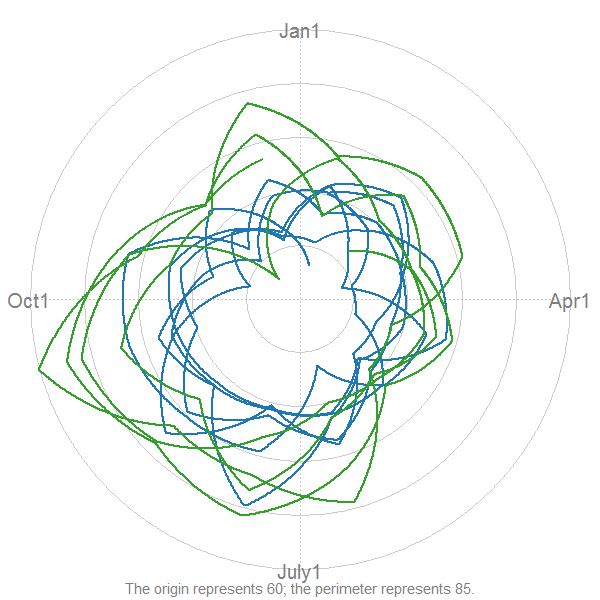 Jan1
Oct1
Apr1
July1
The origin represents 60; the perimeter represents 85.